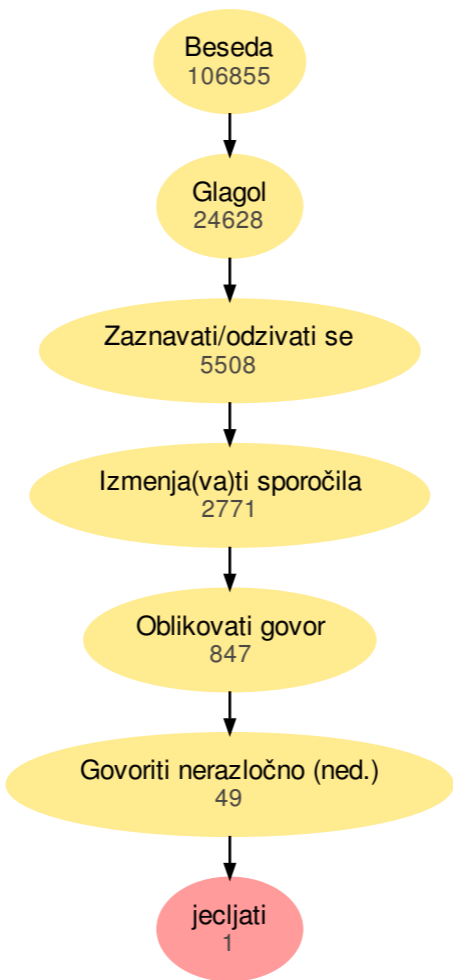 Beseda
106855
Glagol
24628
Zaznavati/odzivati se
5508
Izmenja(va)ti sporočila
2771
Oblikovati govor
847
Govoriti nerazločno (ned.)
49
jecljati
1